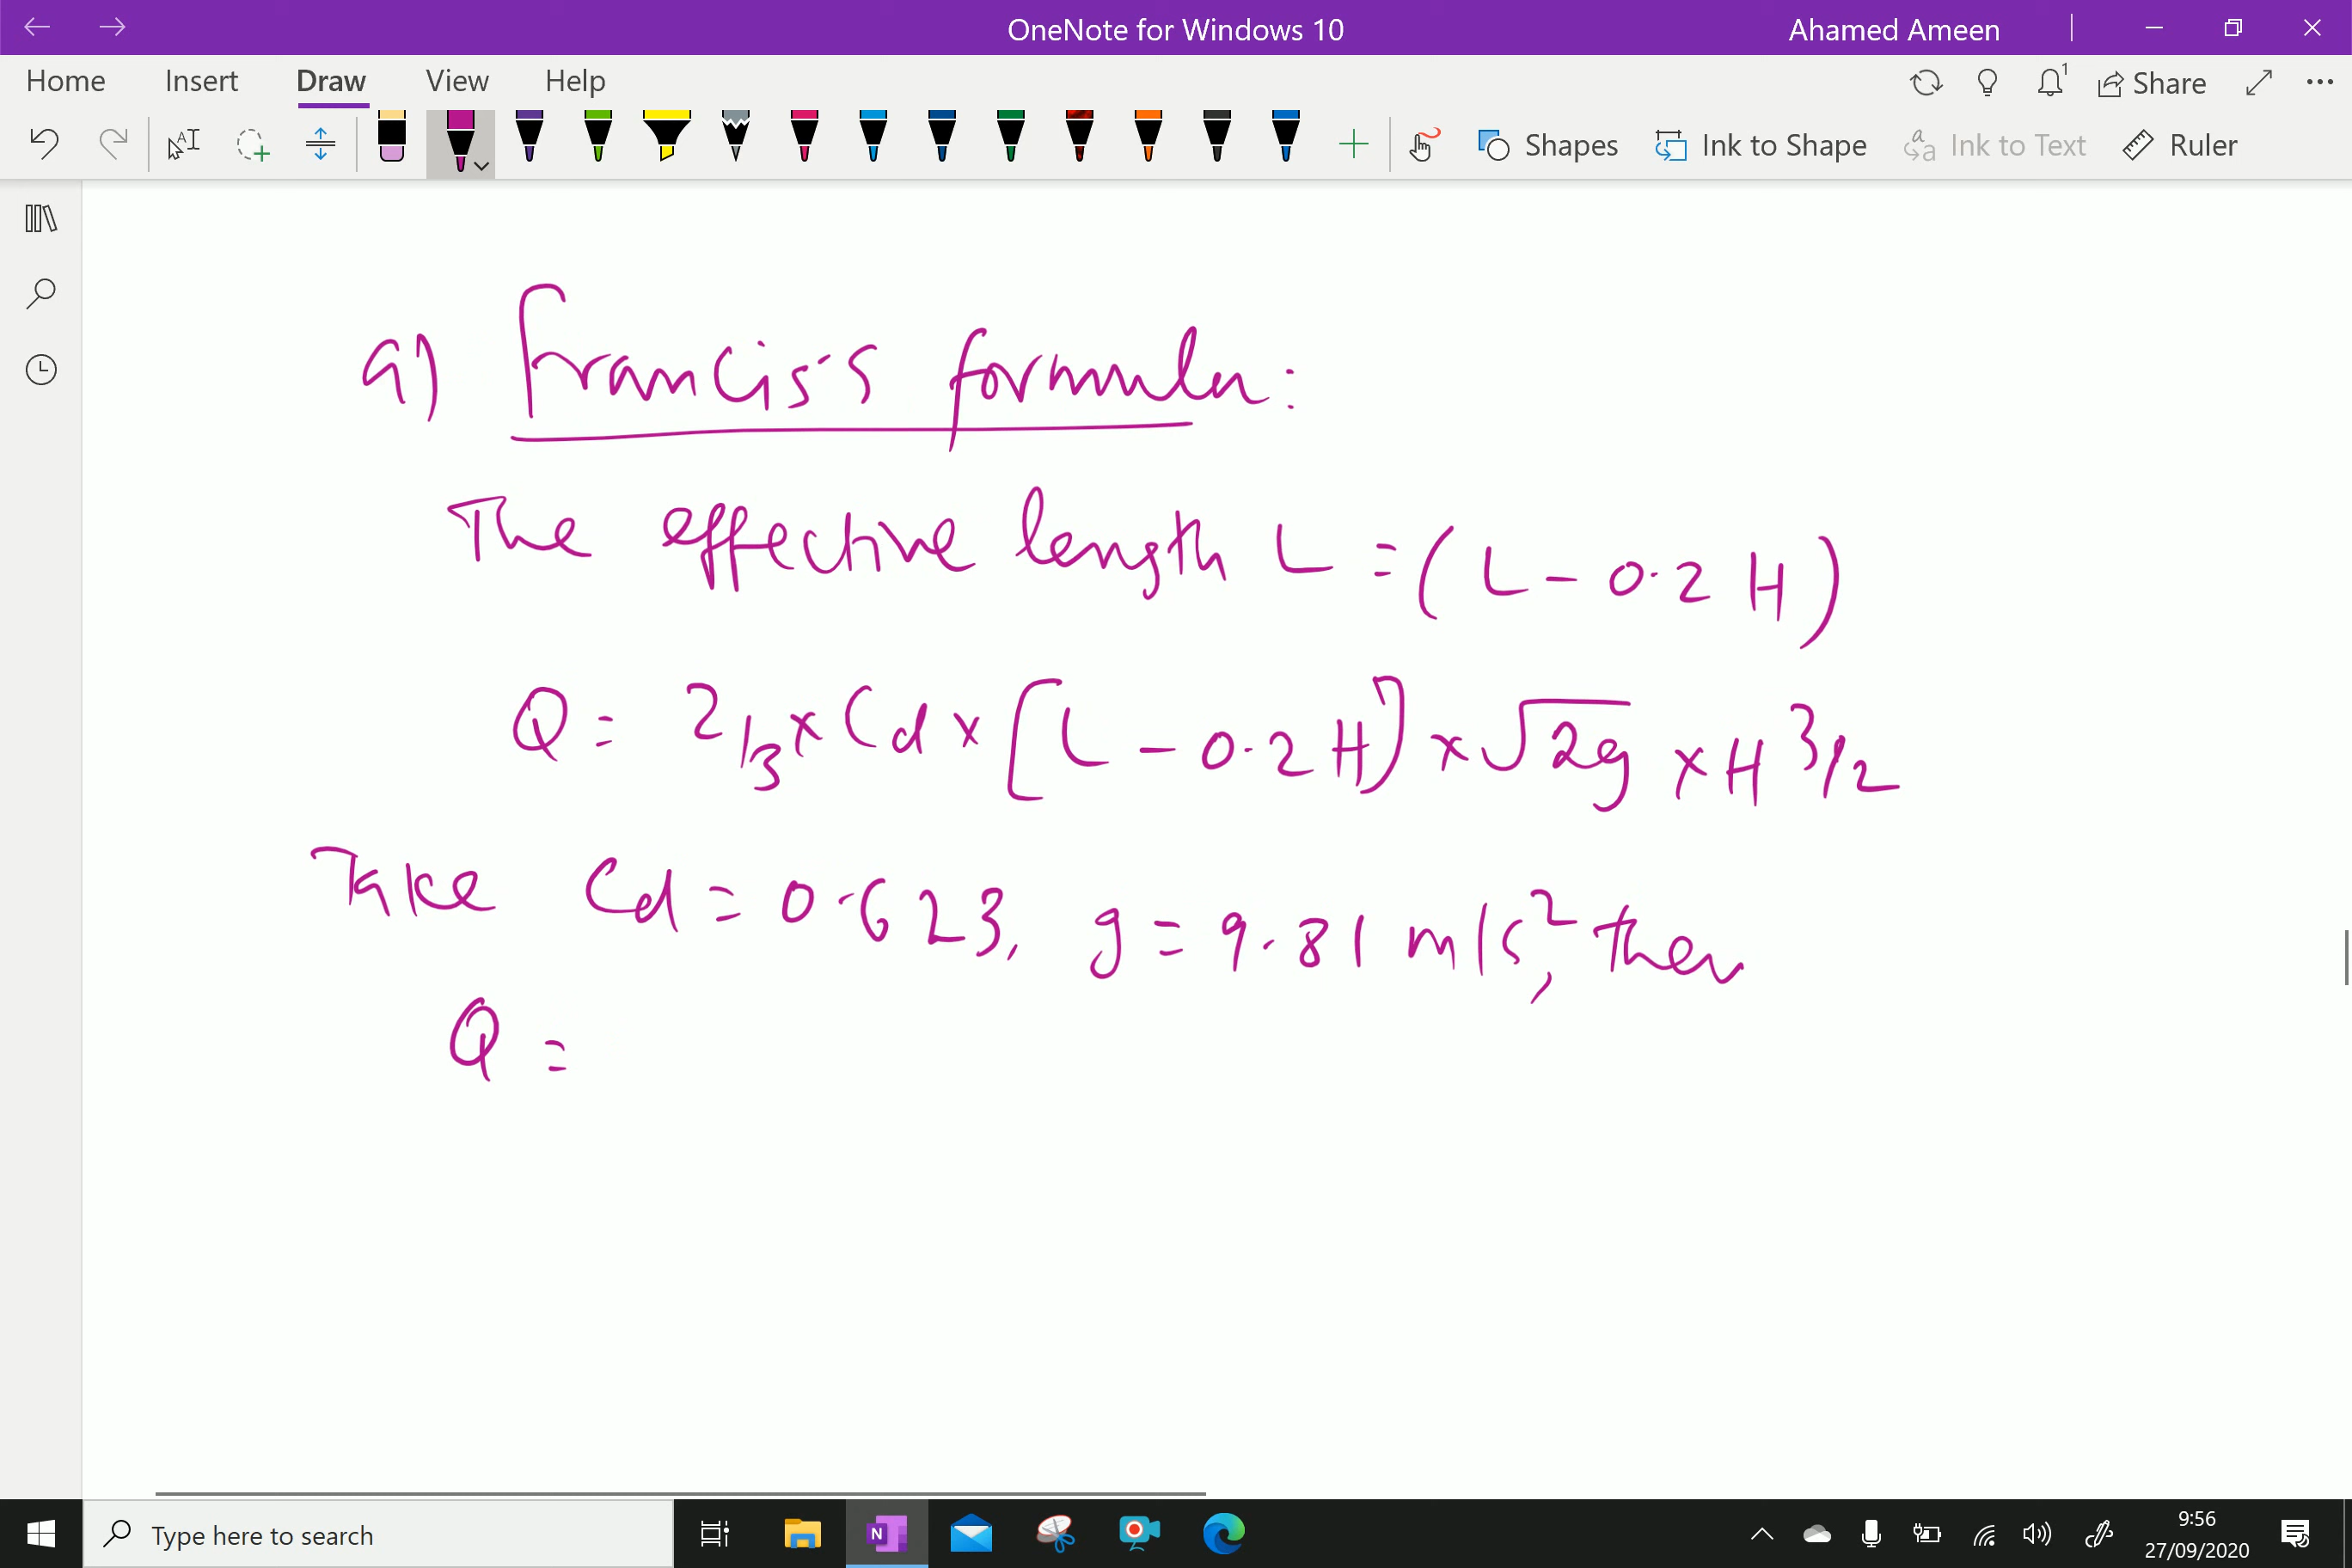 OneNote for Windows 10
Ahamed Ameen
Home Insert Draw View Help
1 Share
Shapes Ink to Shape Ink to Text Ruler
a) Francis's formula:
The effective length L = (L - 0.2 H)
Q = 2/3 x Cd x [L - 0.2 H] x √2g x H 3/2
Take Cd = 0.623, g = 9.81 m/s², then
Q =
Type here to search
9:56
27/09/2020